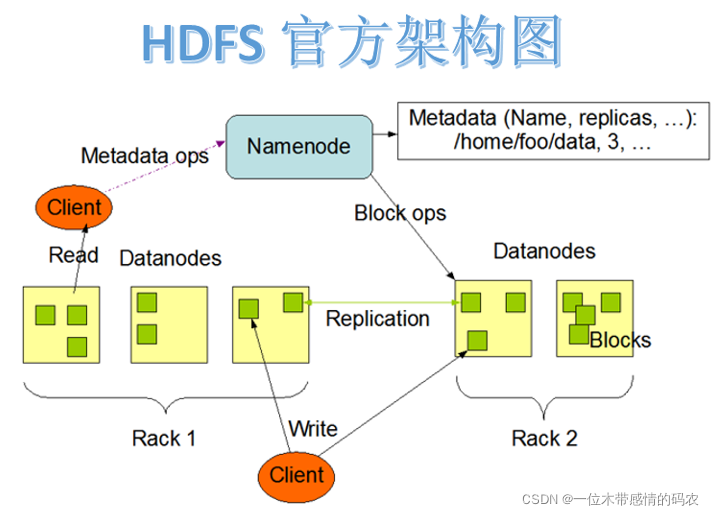 HDFS 官方架构图
Metadata (Name, replicas, …):
/home/foo/data, 3, …
Namenode
Metadata ops
Client
Block ops
Read
Datanodes
Datanodes
Replication
Blocks
Rack 1
Write
Rack 2
Client
CSDN @一位木带感情的码农